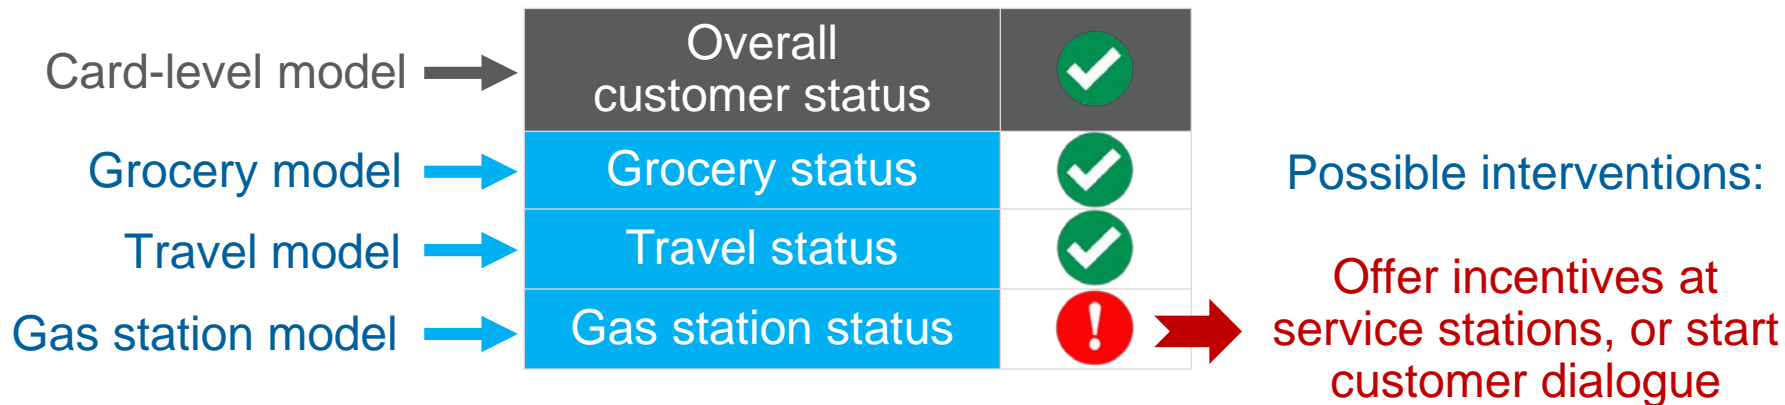 Card-level model
Overall
customer status
Grocery model
Grocery status
Travel model
Travel status
Gas station model
Gas station status
!
Possible interventions:
Offer incentives at
service stations, or start
customer dialogue